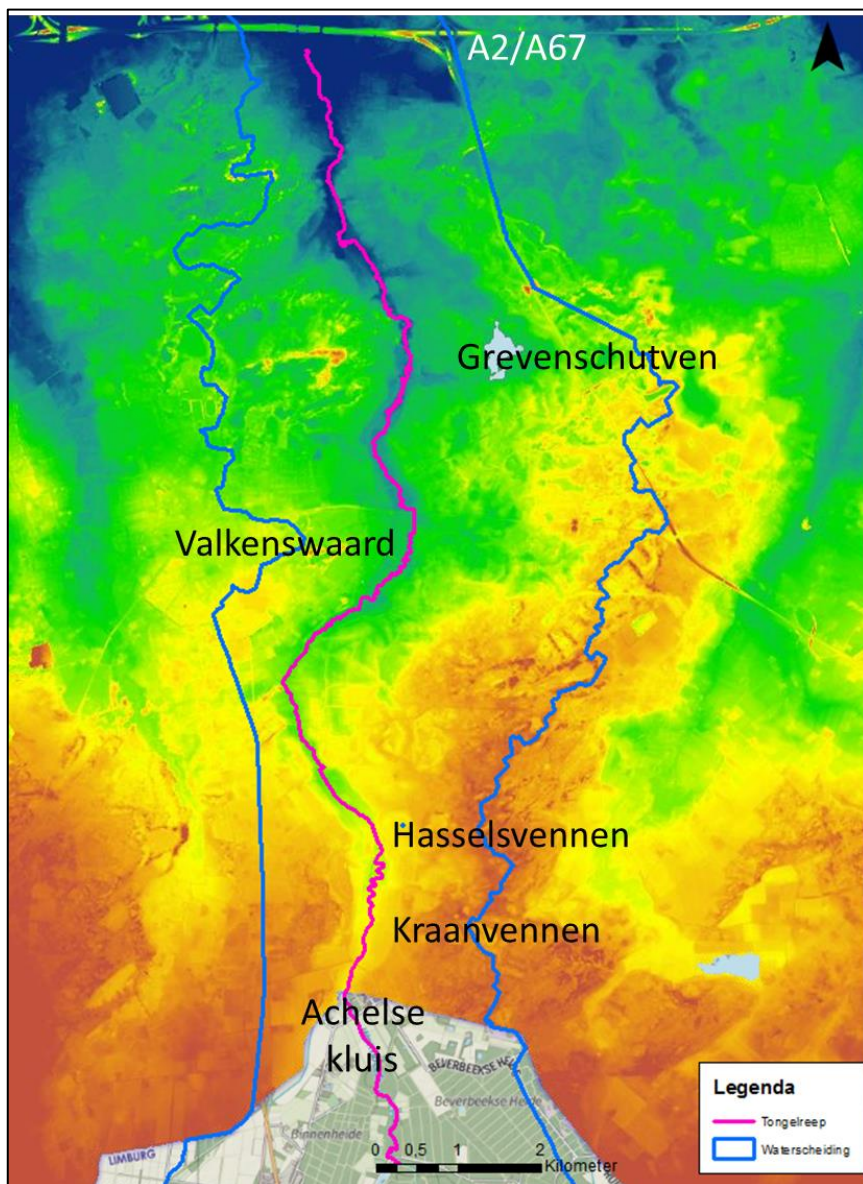 A2/A67
Grevenschutven
Valkenswaard
Hasselsvennen
Kraanvennen
Achelse
kluis
BEVERBEEKSE HEIDE
Beverbeekse Heide
Binnenheide
LIMBURG
0 0,5 1 2
Kilometer
Legenda
Tongelreep
Waterscheiding